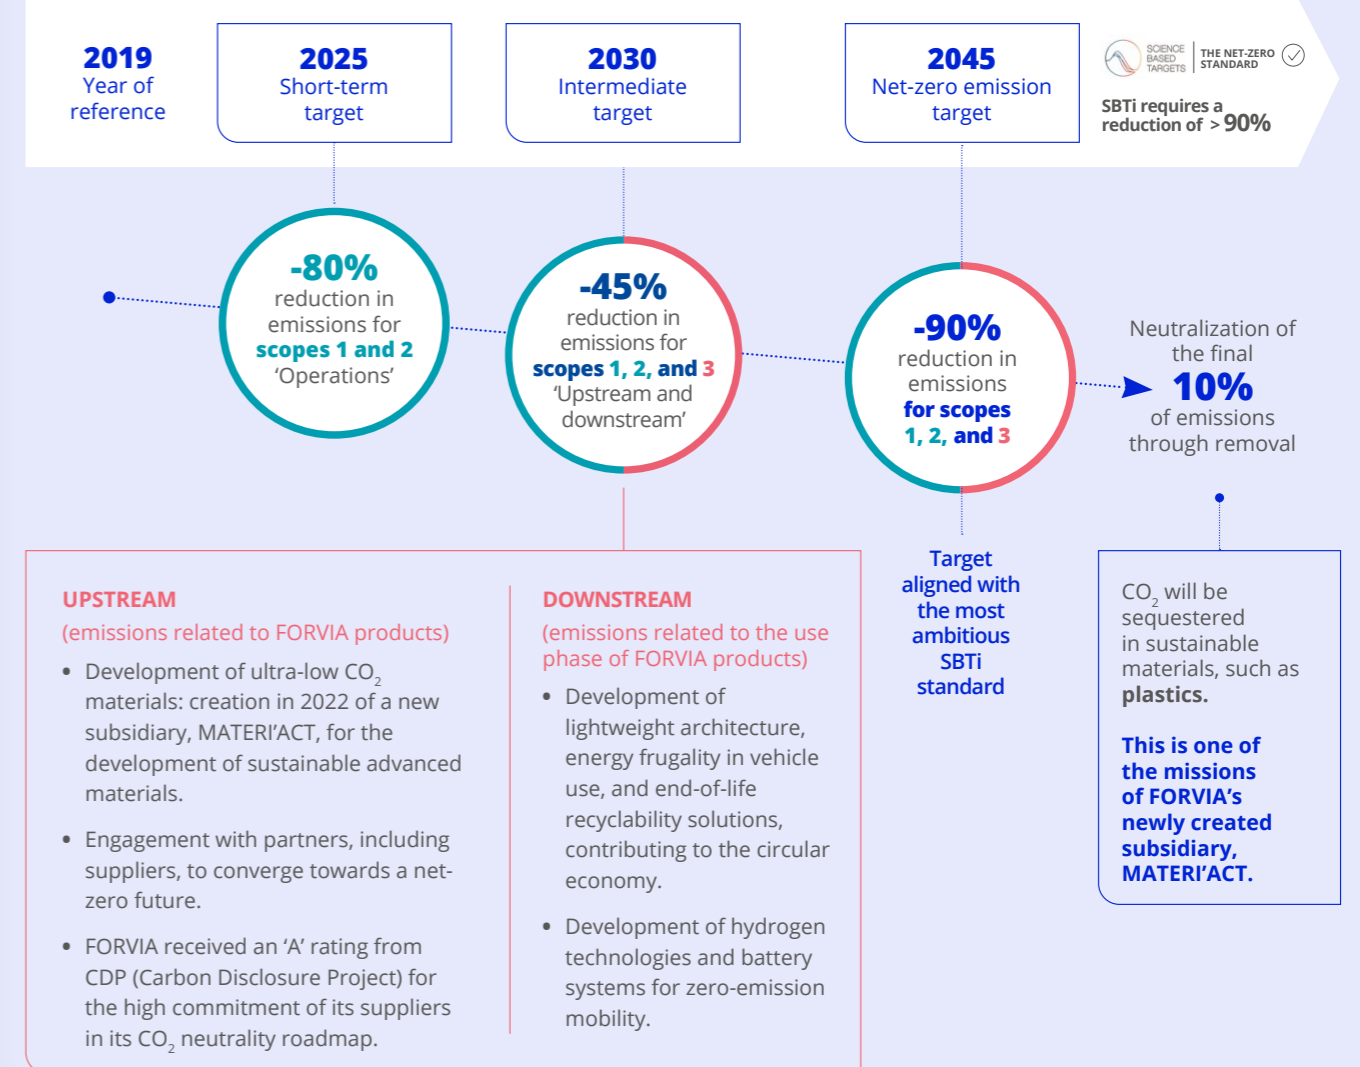 2019
Year of
reference
2025
Short-term
target
2030
Intermediate
target
2045
Net-zero emission
target
SCIENCE
BASED
TARGETS
THE NET-ZERO
STANDARD
SBTi requires a
reduction of > 90%
-80%
reduction in
emissions for
scopes 1 and 2
‘Operations’
-45%
reduction in
emissions for
scopes 1, 2, and 3
‘Upstream and
downstream’
-90%
reduction in
emissions
for scopes
1, 2, and 3
Neutralization of
the final
10%
of emissions
through removal
UPSTREAM
(emissions related to FORVIA products)
• Development of ultra-low CO₂
materials: creation in 2022 of a new
subsidiary, MATERI’ACT, for the
development of sustainable advanced
materials.
• Engagement with partners, including
suppliers, to converge towards a net-
zero future.
• FORVIA received an ‘A’ rating from
CDP (Carbon Disclosure Project) for
the high commitment of its suppliers
in its CO₂ neutrality roadmap.
DOWNSTREAM
(emissions related to the use
phase of FORVIA products)
• Development of
lightweight architecture,
energy frugality in vehicle
use, and end-of-life
recyclability solutions,
contributing to the circular
economy.
• Development of hydrogen
technologies and battery
systems for zero-emission
mobility.
Target
aligned with
the most
ambitious
SBTi
standard
CO₂ will be
sequestered
in sustainable
materials, such as
plastics.
This is one of
the missions
of FORVIA’s
newly created
subsidiary,
MATERI’ACT.